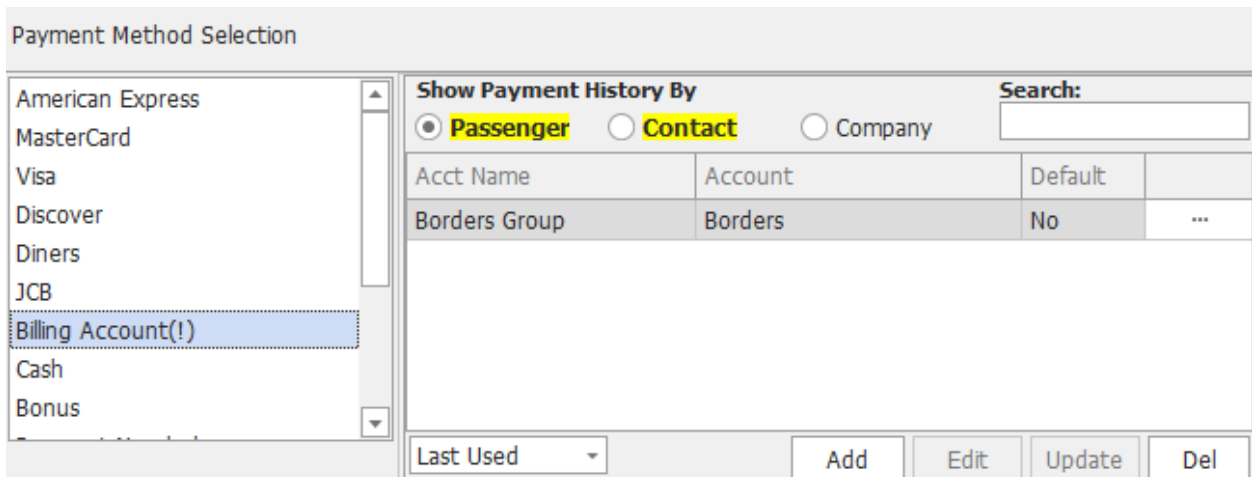 Payment Method Selection
American Express
MasterCard
Visa
Discover
Diners
JCB
Billing Account(!)
Cash
Bonus
Show Payment History By
Search:
Passenger Contact Company
Acct Name Account Default
Borders Group Borders No ...
Last Used Add Edit Update Del